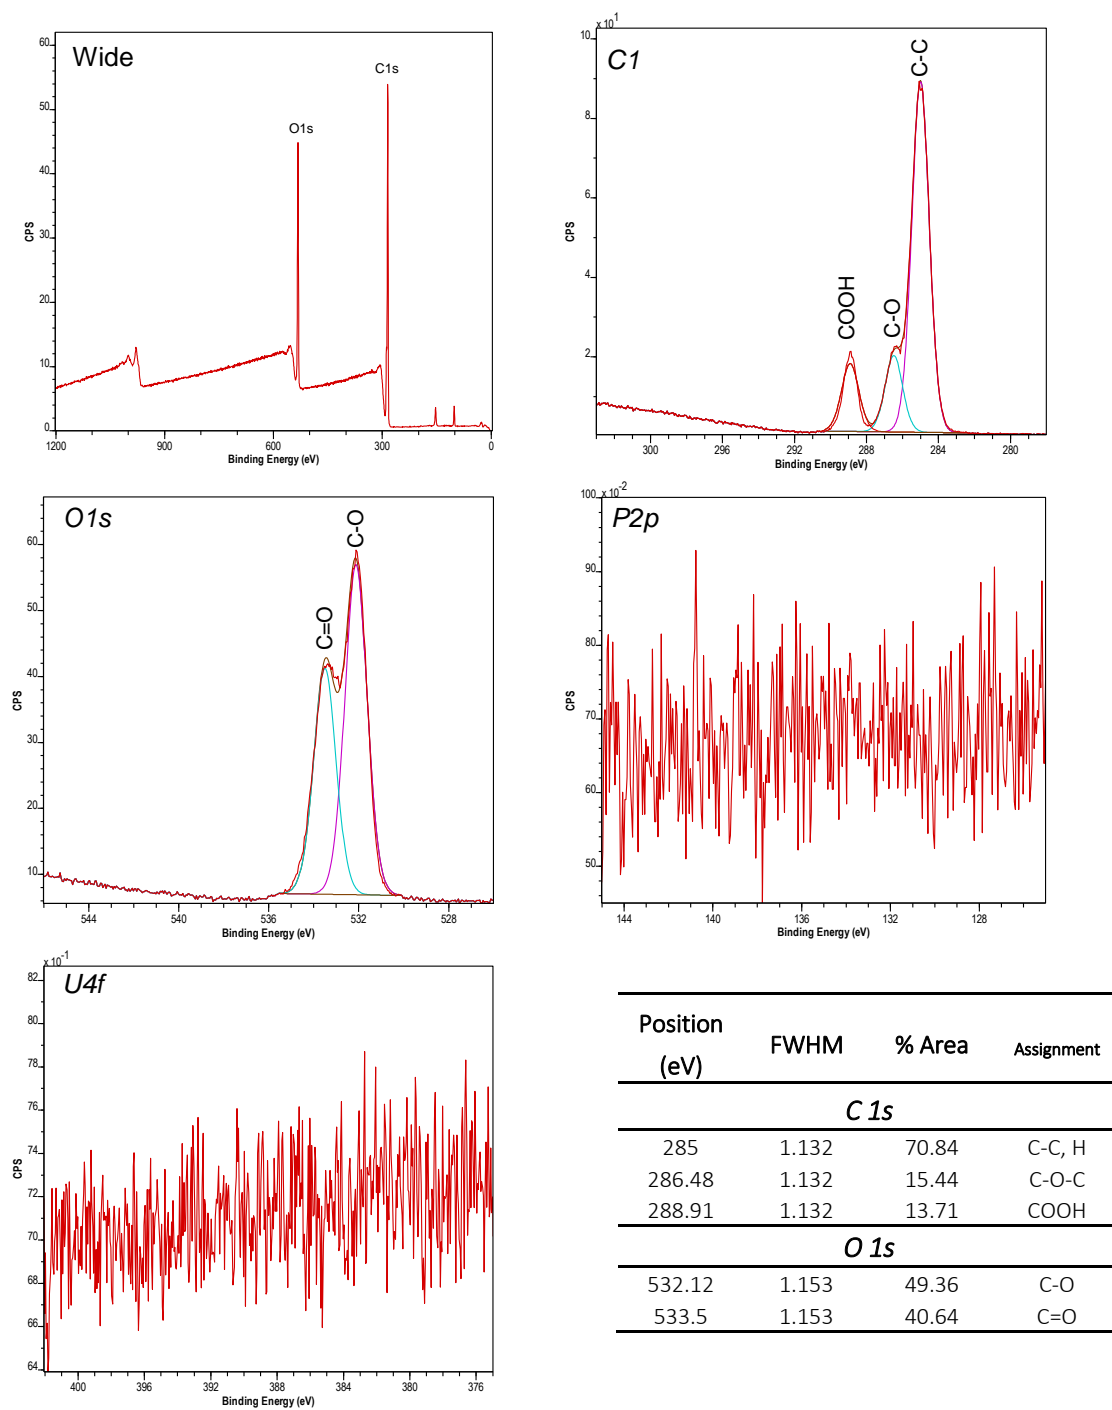 Wide
C1s
O1s
60
50
40
30
20
10
0
CPS
1200
900
600
300
0
Binding Energy (eV)
x 10^1
C1
C-C
COOH
C-O
10
8
6
4
2
CPS
300
296
292
288
284
280
Binding Energy (eV)
O1s
C-O
C=O
60
50
40
30
20
10
CPS
544
540
536
532
528
Binding Energy (eV)
x 10^-2
P2p
100
90
80
70
60
50
CPS
144
140
136
132
128
Binding Energy (eV)
x 10^-1
U4f
82
80
78
76
74
72
70
68
66
64
CPS
400
396
392
388
384
380
376
Binding Energy (eV)
Position (eV) FWHM % Area Assignment
C 1s
285 1.132 70.84 C-C, H
286.48 1.132 15.44 C-O-C
288.91 1.132 13.71 COOH
O 1s
532.12 1.153 49.36 C-O
533.5 1.153 40.64 C=O